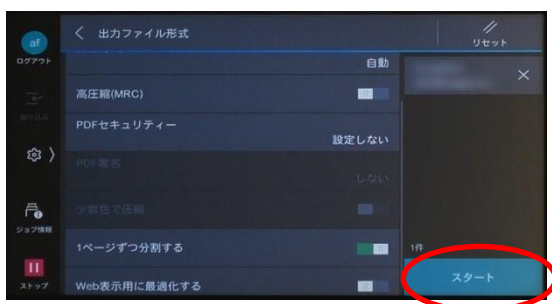 af
ログアウト
割り込み
ジョブ情報
ストップ
出力ファイル形式
リセット
自動
高圧縮(MRC)
PDFセキュリティー
設定しない
PDF署名
しない
少数色で圧縮
1ページずつ分割する
Web表示用に最適化する
1件
スタート